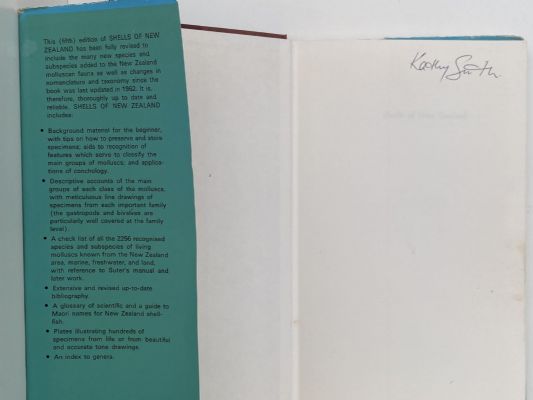 This (fifth) edition of SHELLS OF NEW
ZEALAND has been fully revised to
include the many new species and
subspecies added to the New Zealand
molluscan fauna as well as changes in
nomenclature and taxonomy since the
book was last updated in 1962. It is,
therefore, thoroughly up to date and
reliable. SHELLS OF NEW ZEALAND
includes:
• Background material for the beginner,
with tips on how to preserve and store
specimens; aids to recognition of
features which serve to classify the
main groups of molluscs; and applica-
tions of conchology.
• Descriptive accounts of the main
groups of each class of the molluscs,
with meticulous line drawings of
specimens from each important family
(the gastropods and bivalves are
particularly well covered at the family
level).
• A check list of all the 2256 recognised
species and subspecies of living
molluscs known from the New Zealand
area, marine, freshwater, and land;
with reference to Suter's manual and
later work.
• Extensive and revised up-to-date
bibliography.
• A glossary of scientific and a guide to
Maori names for New Zealand shell-
fish.
• Plates illustrating hundreds of
specimens from life or from beautiful
and accurate tone drawings.
• An index to genera.
Kathy Smith
Shells of New Zealand